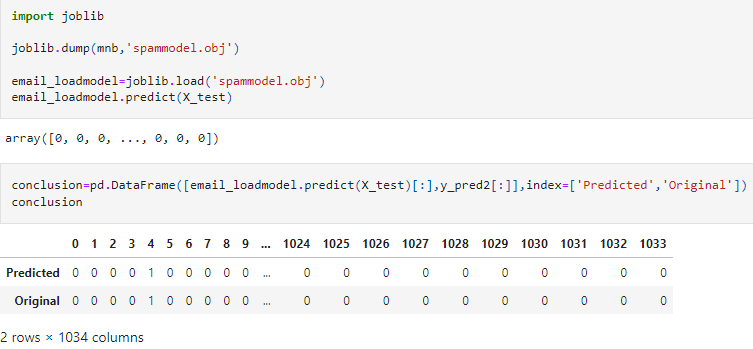 import joblib
joblib.dump(mnb,'spammodel.obj')
email_loadmodel=joblib.load('spammodel.obj')
email_loadmodel.predict(X_test)
array([0, 0, 0, ..., 0, 0, 0])
conclusion=pd.DataFrame([email_loadmodel.predict(X_test)[:],y_pred2[:]],index=['Predicted','Original'])
conclusion
0 1 2 3 4 5 6 7 8 9 ... 1024 1025 1026 1027 1028 1029 1030 1031 1032 1033
Predicted 0 0 0 0 1 0 0 0 0 0 ... 0 0 0 0 0 0 0 0 0 0
Original 0 0 0 0 1 0 0 0 0 0 ... 0 0 0 0 0 0 0 0 0 0
2 rows × 1034 columns